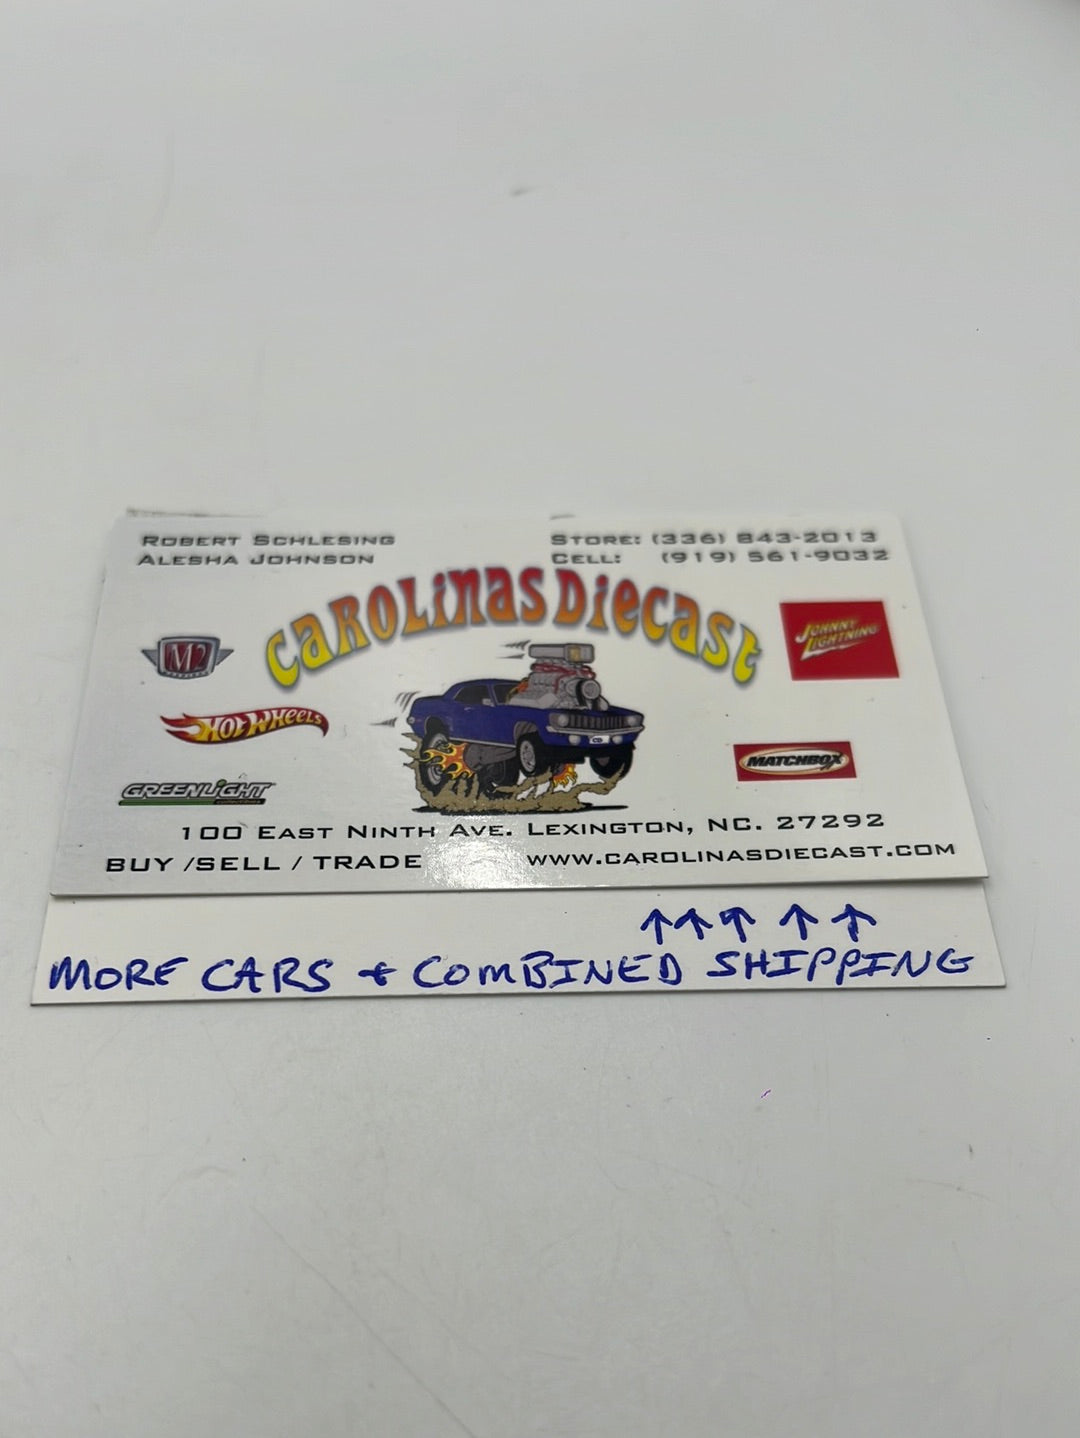 ROBERT SCHLESING
ALESHA JOHNSON
STORE: (336) 843-2013
CELL: (919) 561-9032
CAROLINAS DIECAST
M2
JOHNNY LIGHTNING
HOT WHEELS
MATCHBOX
GREENLIGHT
100 EAST NINTH AVE. LEXINGTON, NC. 27292
BUY /SELL / TRADE
WWW.CAROLINASDIECAST.COM
↑↑↑ ↑ ↑
MORE CARS + COMBINED SHIPPING